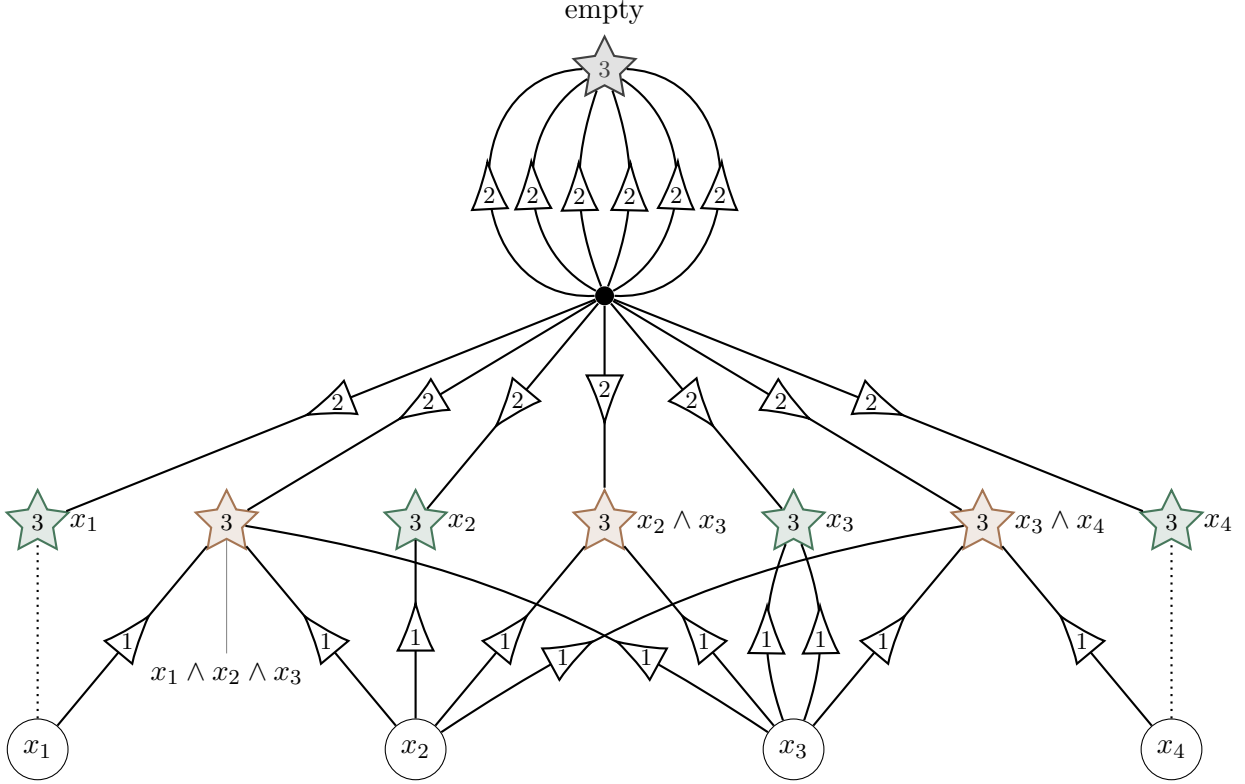 empty
3
2 2 2 2 2 2
2 2 2 2 2 2 2
3 x₁ 3 3 x₂ 3 x₂ ∧ x₃ 3 x₃ 3 x₃ ∧ x₄ 3 x₄
1 1 1 1 1 1 1 1 1 1 1
x₁ ∧ x₂ ∧ x₃
x₁ x₂ x₃ x₄